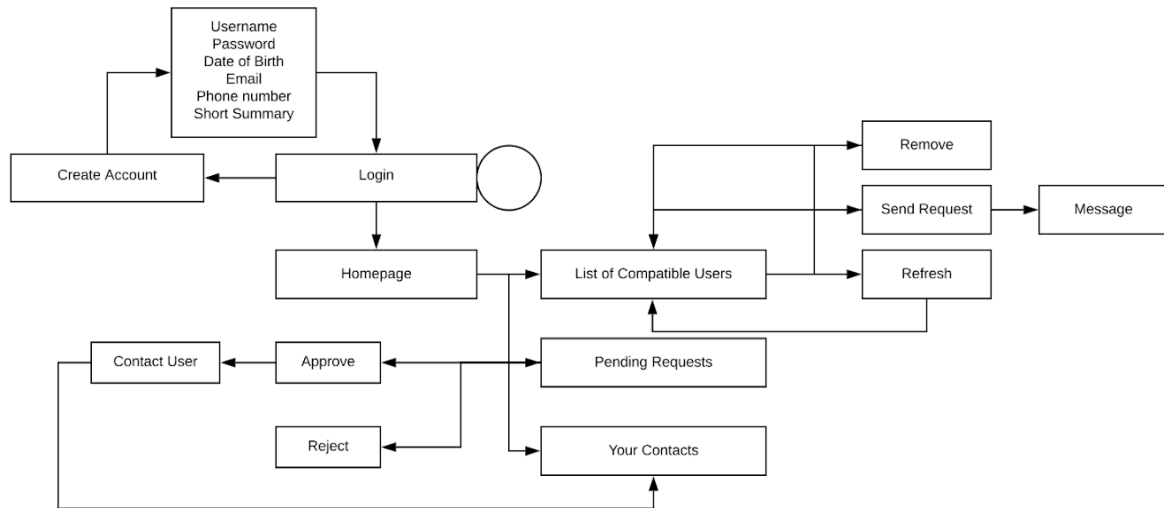 Username
Password
Date of Birth
Email
Phone number
Short Summary
Create Account
Login
Remove
Send Request
Message
Homepage
List of Compatible Users
Refresh
Contact User
Approve
Pending Requests
Reject
Your Contacts